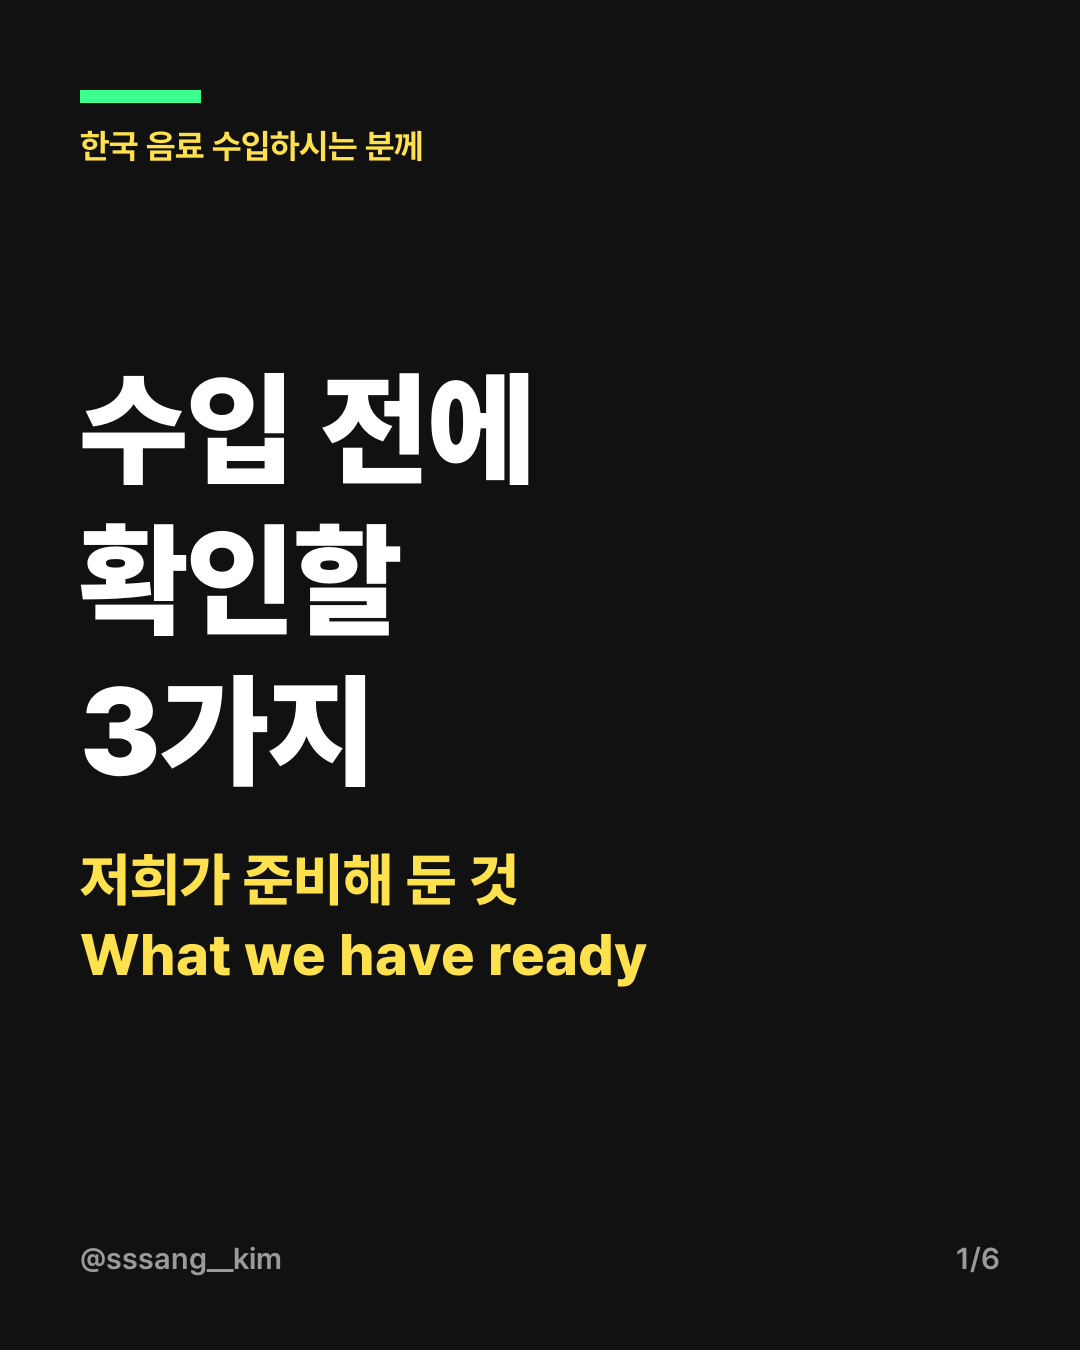 한국 음료 수입하시는 분께
수입 전에
확인할
3가지
저희가 준비해 둔 것
What we have ready
@sssang__kim
1/6